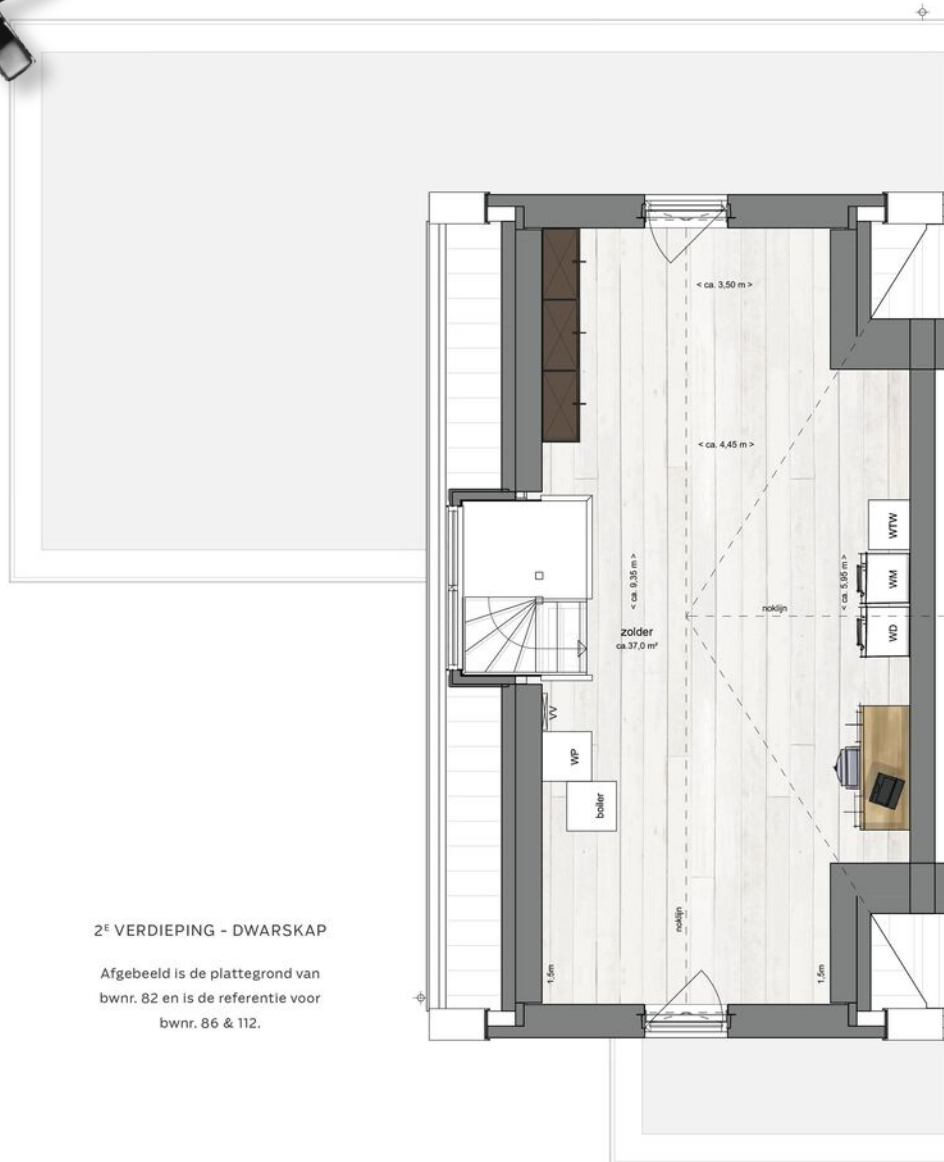 < ca. 3,50 m >
< ca. 4,45 m >
WTW
WM
WD
< ca. 9,35 m >
< ca. 5,95 m >
noklijn
zolder
ca.37,0 m²
VV
WP
boiler
noklijn
1,5m
1,5m
2E VERDIEPING - DWARSKAP
Afgebeeld is de plattegrond van
bwnr. 82 en is de referentie voor
bwnr. 86 & 112.